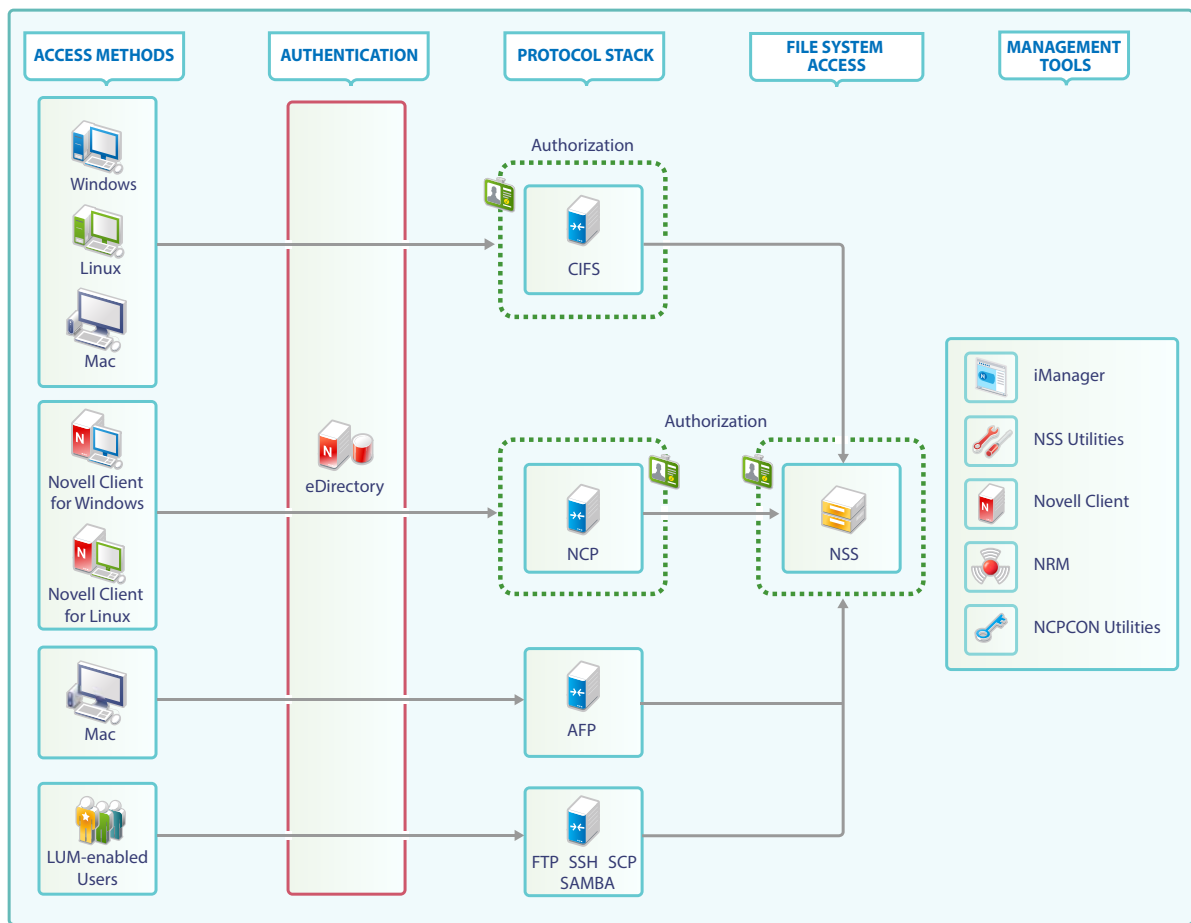 ACCESS METHODS
AUTHENTICATION
PROTOCOL STACK
FILE SYSTEM
ACCESS
MANAGEMENT
TOOLS
Windows
Linux
Mac
Authorization
CIFS
Novell Client
for Windows
Novell Client
for Linux
eDirectory
NCP
Authorization
NSS
iManager
NSS Utilities
Novell Client
NRM
NCPCON Utilities
Mac
AFP
LUM-enabled
Users
FTP SSH SCP
SAMBA